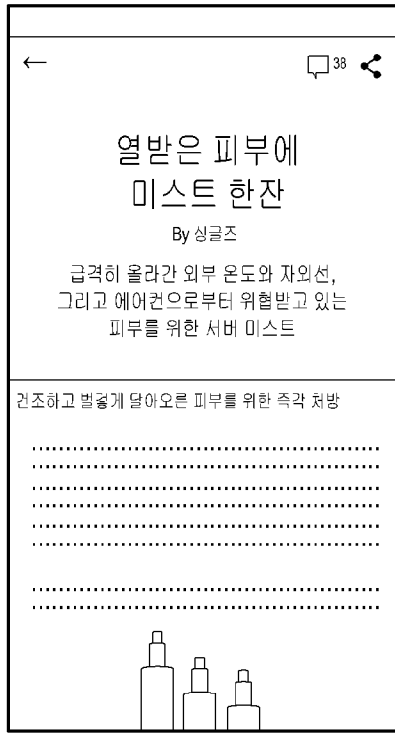 38
열받은 피부에
미스트 한잔
By 싱글즈
급격히 올라간 외부 온도와 자외선,
그리고 에어컨으로부터 위협받고 있는
피부를 위한 서버 미스트
건조하고 벌겋게 달아오른 피부를 위한 즉각 처방